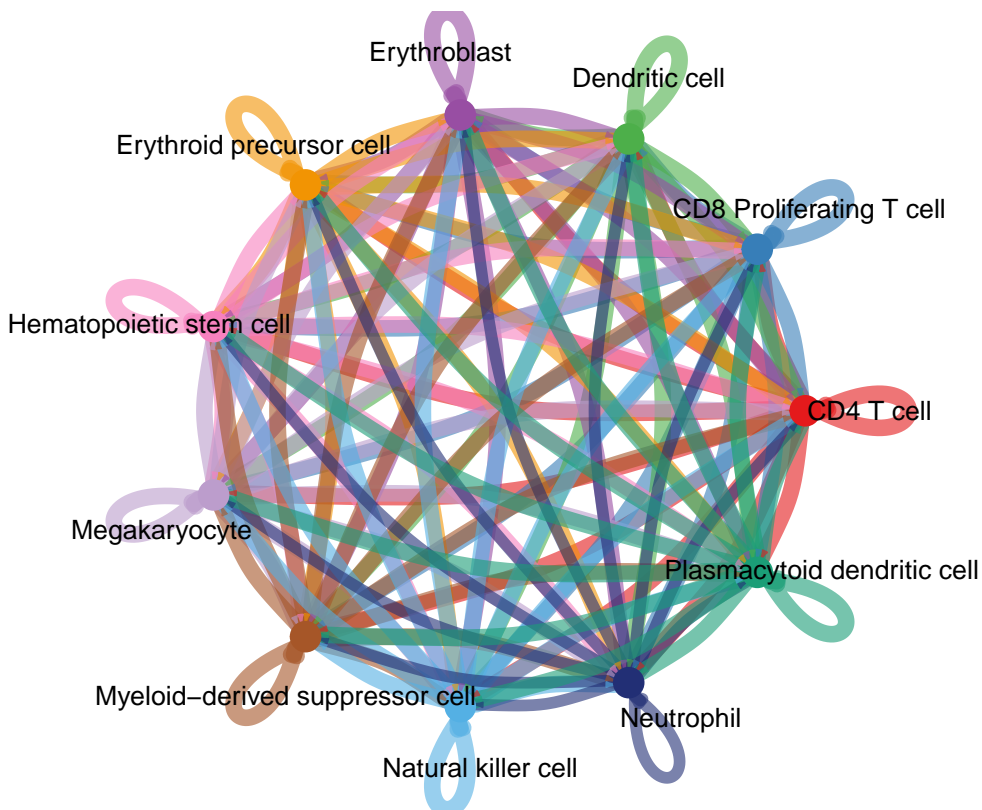 Erythroblast
Dendritic cell
Erythroid precursor cell
CD8 Proliferating T cell
Hematopoietic stem cell
CD4 T cell
Megakaryocyte
Plasmacytoid dendritic cell
Myeloid−derived suppressor cell
Neutrophil
Natural killer cell